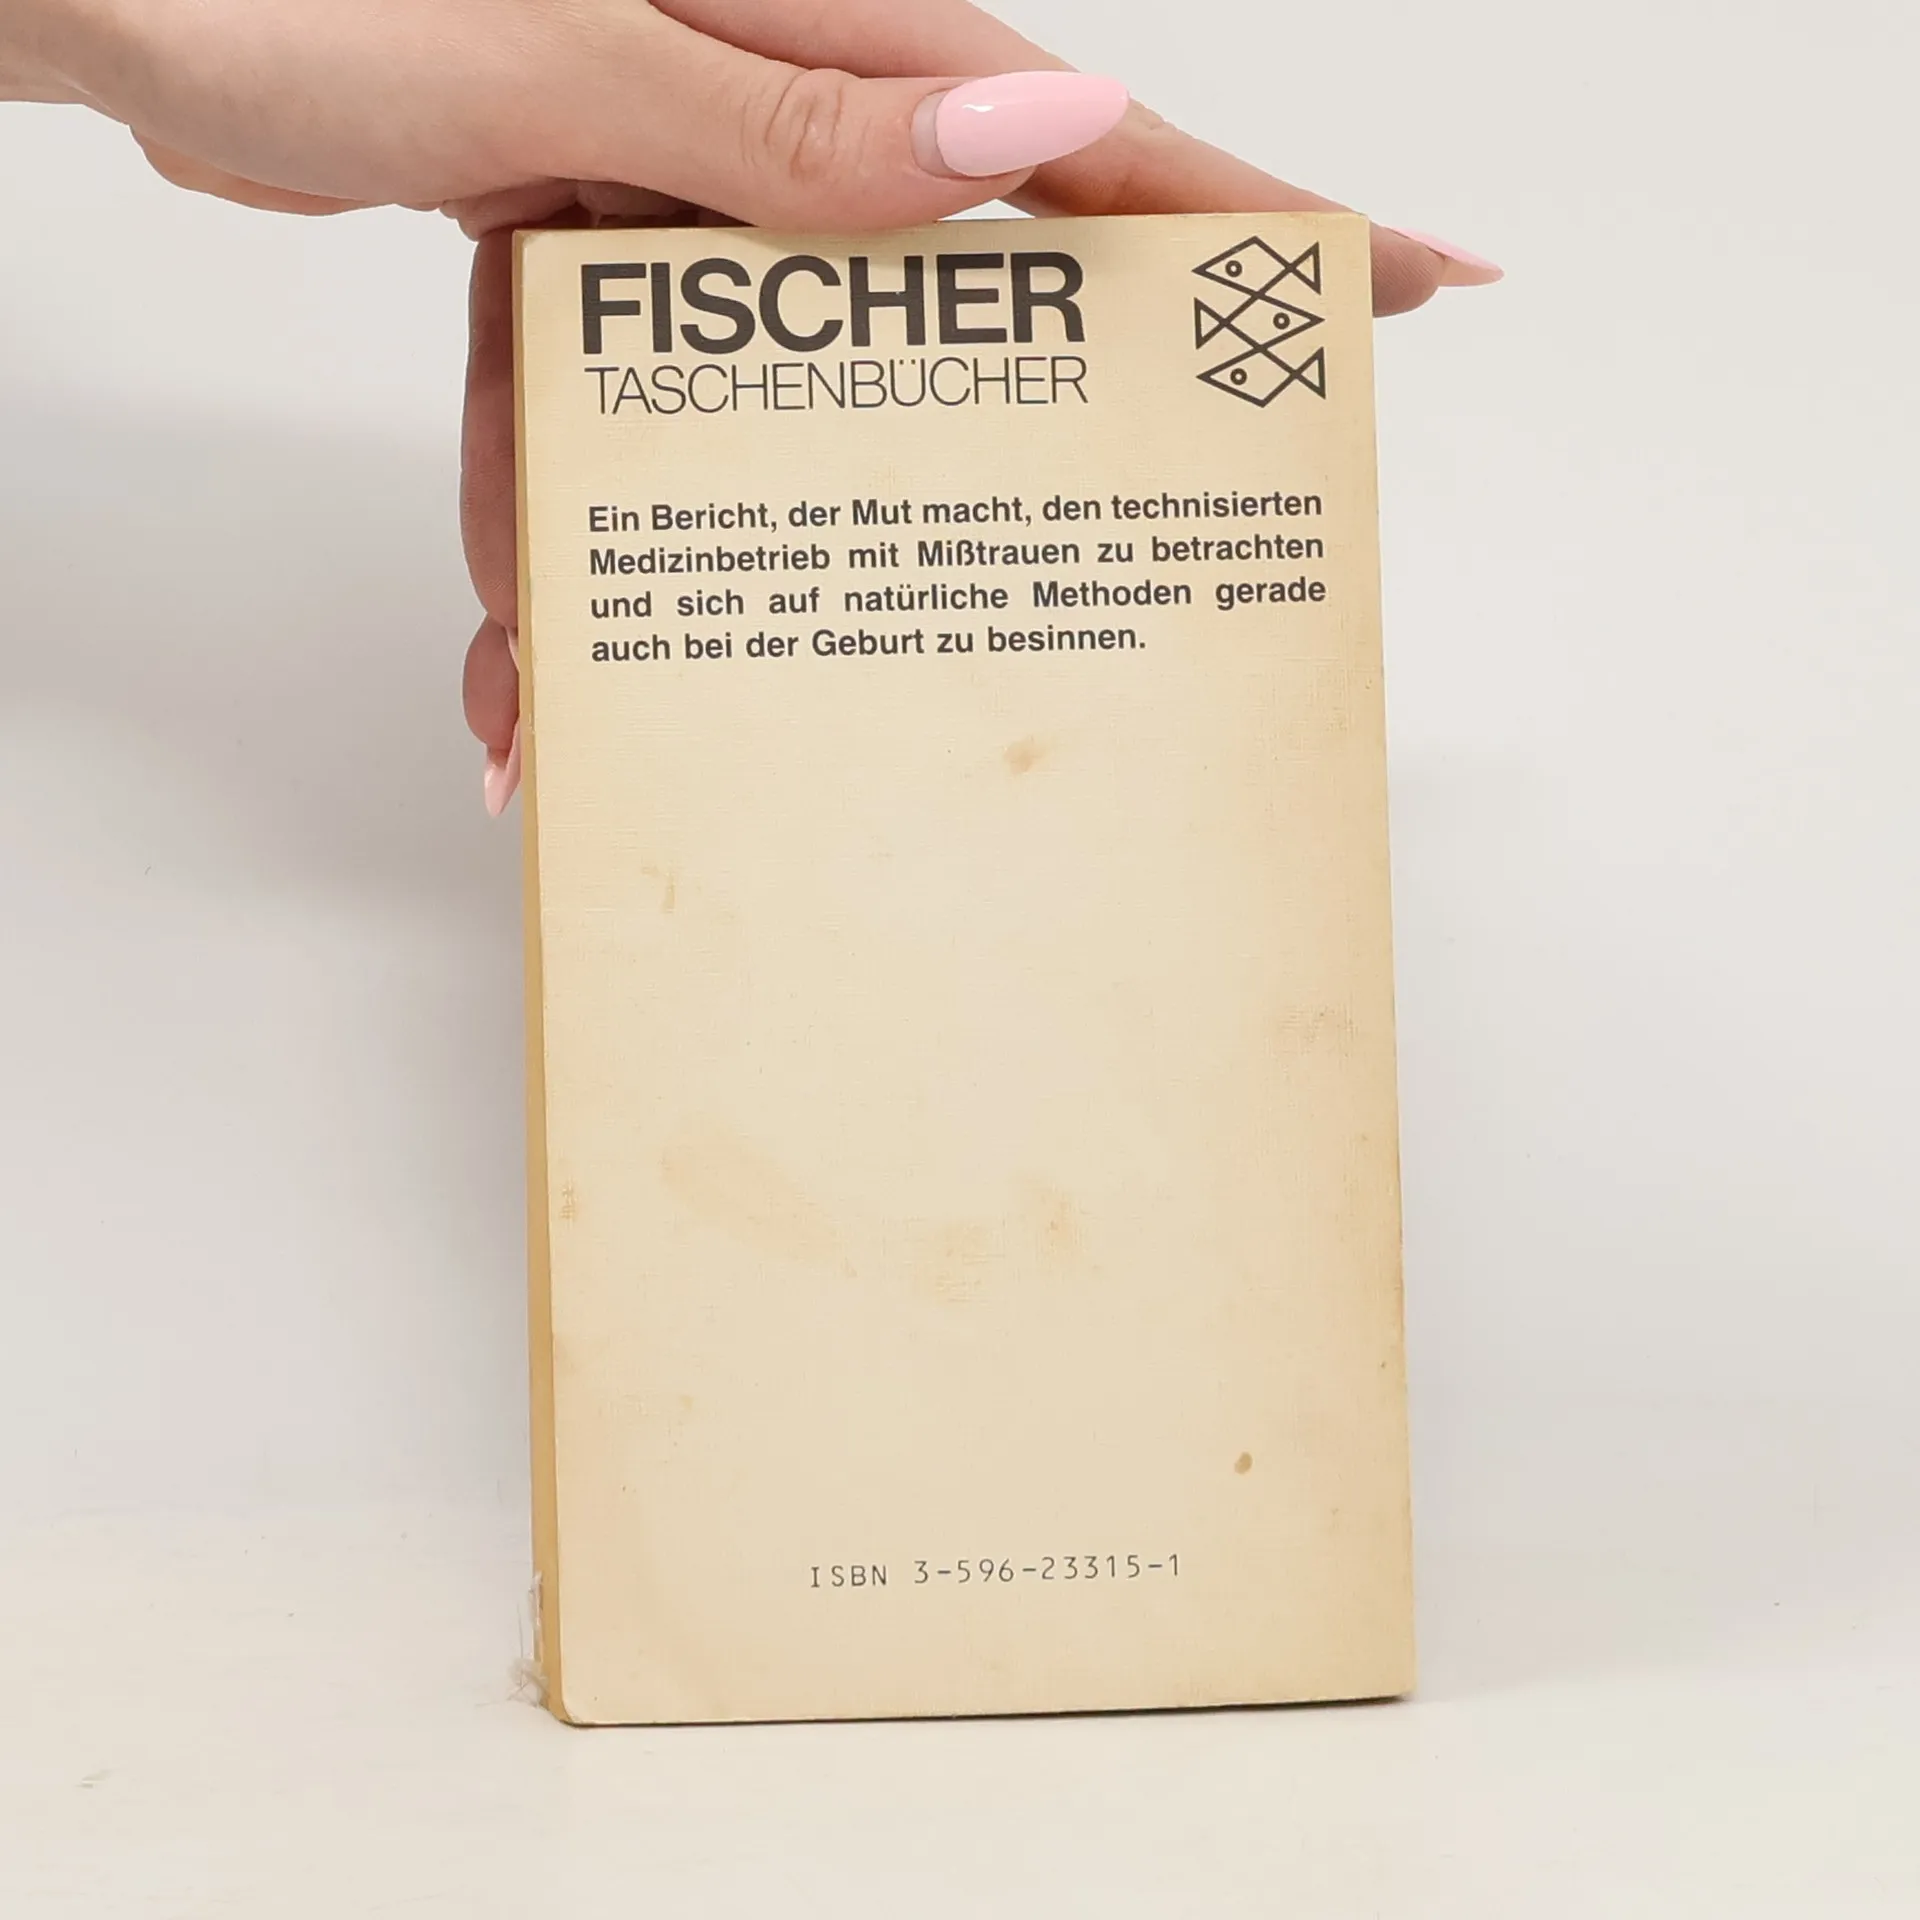 FISCHER
TASCHENBÜCHER
Ein Bericht, der Mut macht, den technisierten
Medizinbetrieb mit Mißtrauen zu betrachten
und sich auf natürliche Methoden gerade
auch bei der Geburt zu besinnen.
ISBN 3-596-23315-1